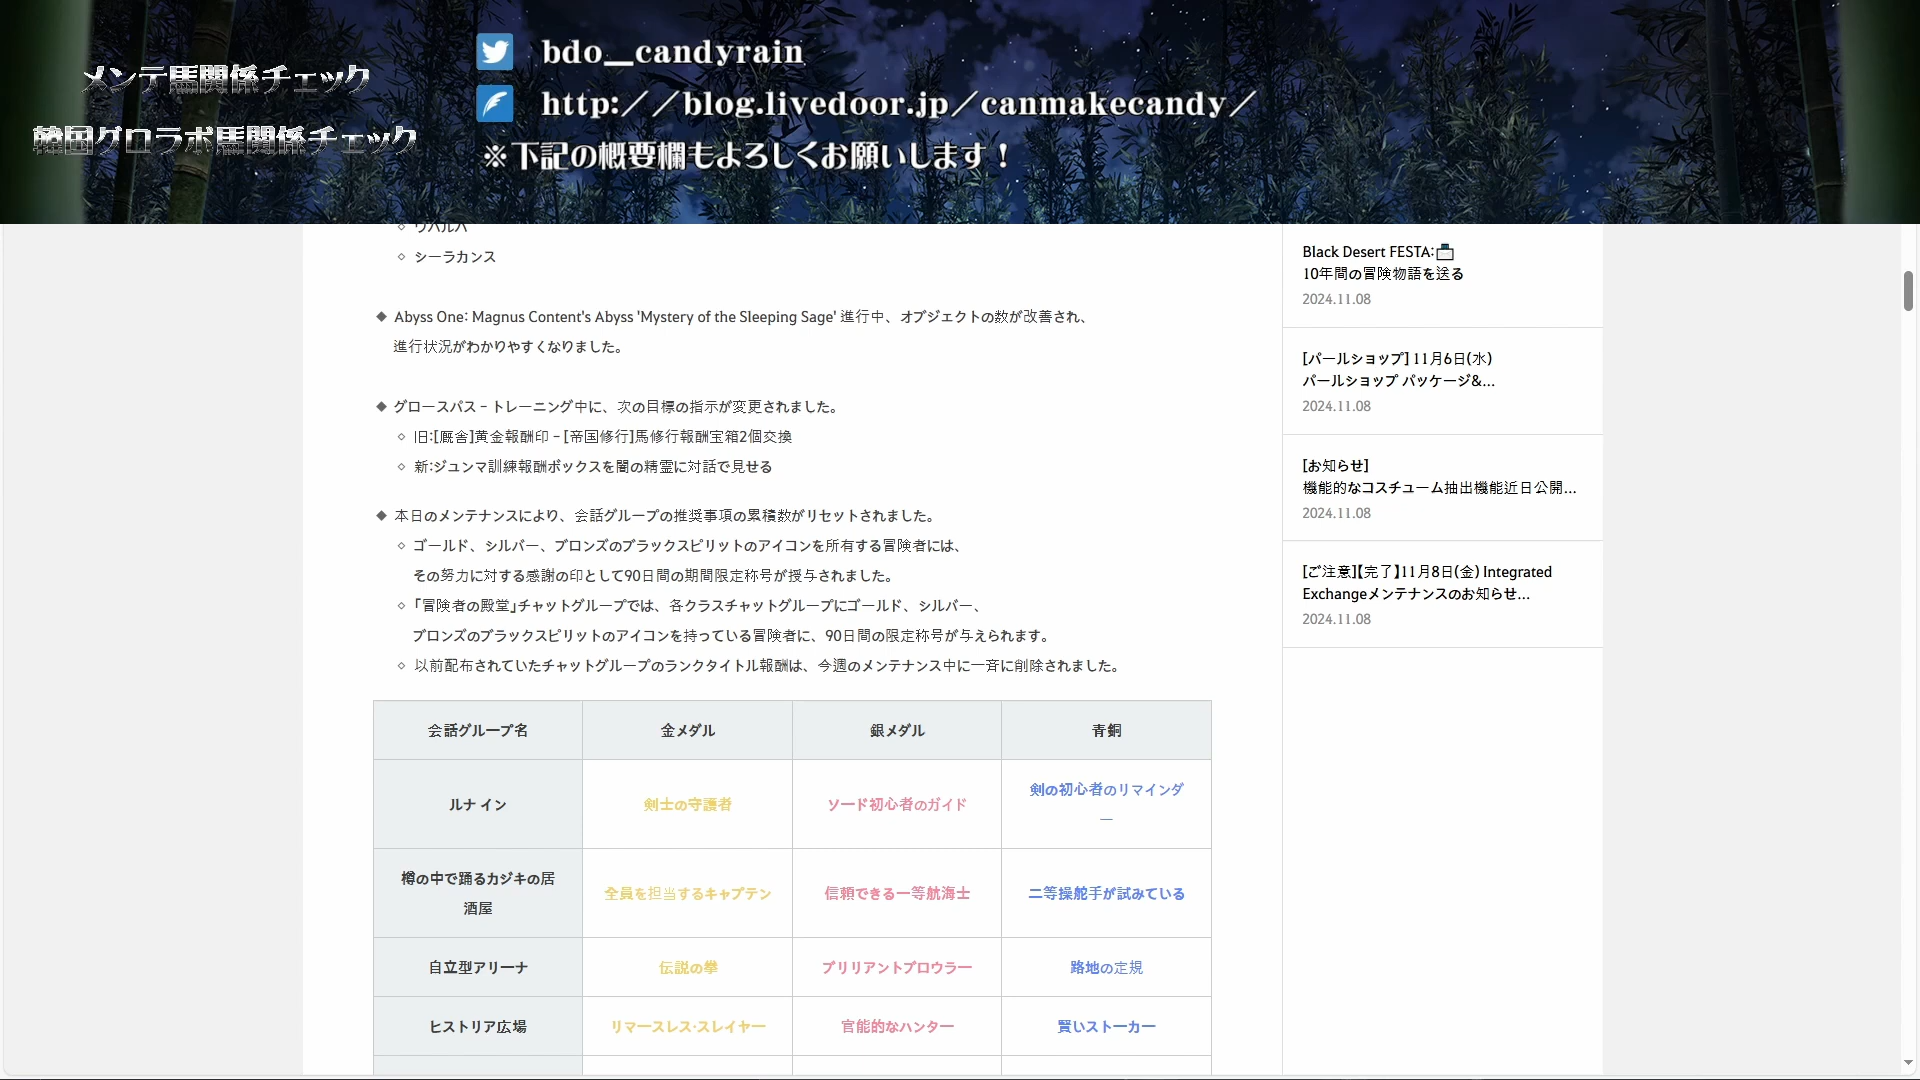 メンテ馬関係チェック
韓国グロラボ馬関係チェック
bdo__candyrain
http://blog.livedoor.jp/canmakecandy/
※下記の概要欄もよろしくお願いします！
シーラカンス
Abyss One: Magnus Content's Abyss 'Mystery of the Sleeping Sage' 進行中、オブジェクトの数が改善され、
進行状況がわかりやすくなりました。
グロースパス – トレーニング中に、次の目標の指示が変更されました。
旧:[厩舎]黄金報酬印 – [帝国修行]馬修行報酬宝箱2個交換
新:ジュンマ訓練報酬ボックスを闇の精霊に対話で見せる
本日のメンテナンスにより、会話グループの推奨事項の累積数がリセットされました。
ゴールド、シルバー、ブロンズのブラックスピリットのアイコンを所有する冒険者には、
その努力に対する感謝の印として90日間の期間限定称号が授与されました。
「冒険者の殿堂」チャットグループでは、各クラスチャットグループにゴールド、シルバー、
ブロンズのブラックスピリットのアイコンを持っている冒険者に、90日間の限定称号が与えられます。
以前配布されていたチャットグループのランクタイトル報酬は、今週のメンテナンス中に一斉に削除されました。
会話グループ名 金メダル 銀メダル 青銅
ルナ イン 剣士の守護者 ソード初心者のガイド 剣の初心者のリマインダ
ー
樽の中で踊るカジキの居
酒屋 全員を担当するキャプテン 信頼できる一等航海士 二等操舵手が試みている
自立型アリーナ 伝説の拳 ブリリアントプロウラー 路地の定規
ヒストリア広場 リマースレス·スレイヤー 官能的なハンター 賢いストーカー
Black Desert FESTA:
10年間の冒険物語を送る
2024.11.08
[パールショップ] 11月6日(水)
パールショップ パッケージ&...
2024.11.08
[お知らせ]
機能的なコスチューム抽出機能近日公開...
2024.11.08
[ご注意]【完了】11月8日(金) Integrated
Exchangeメンテナンスのお知らせ...
2024.11.08